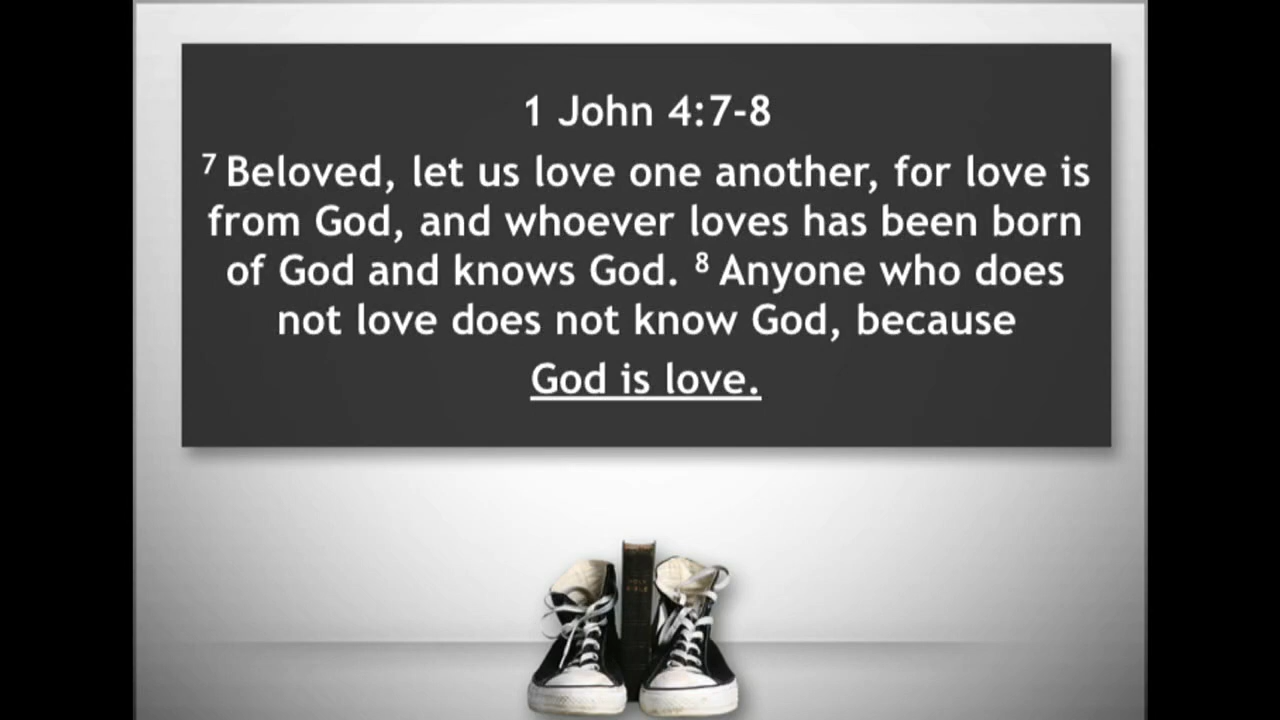 1 John 4:7-8
⁷ Beloved, let us love one another, for love is
from God, and whoever loves has been born
of God and knows God. ⁸ Anyone who does
not love does not know God, because
God is love.
HOLY
BIBLE